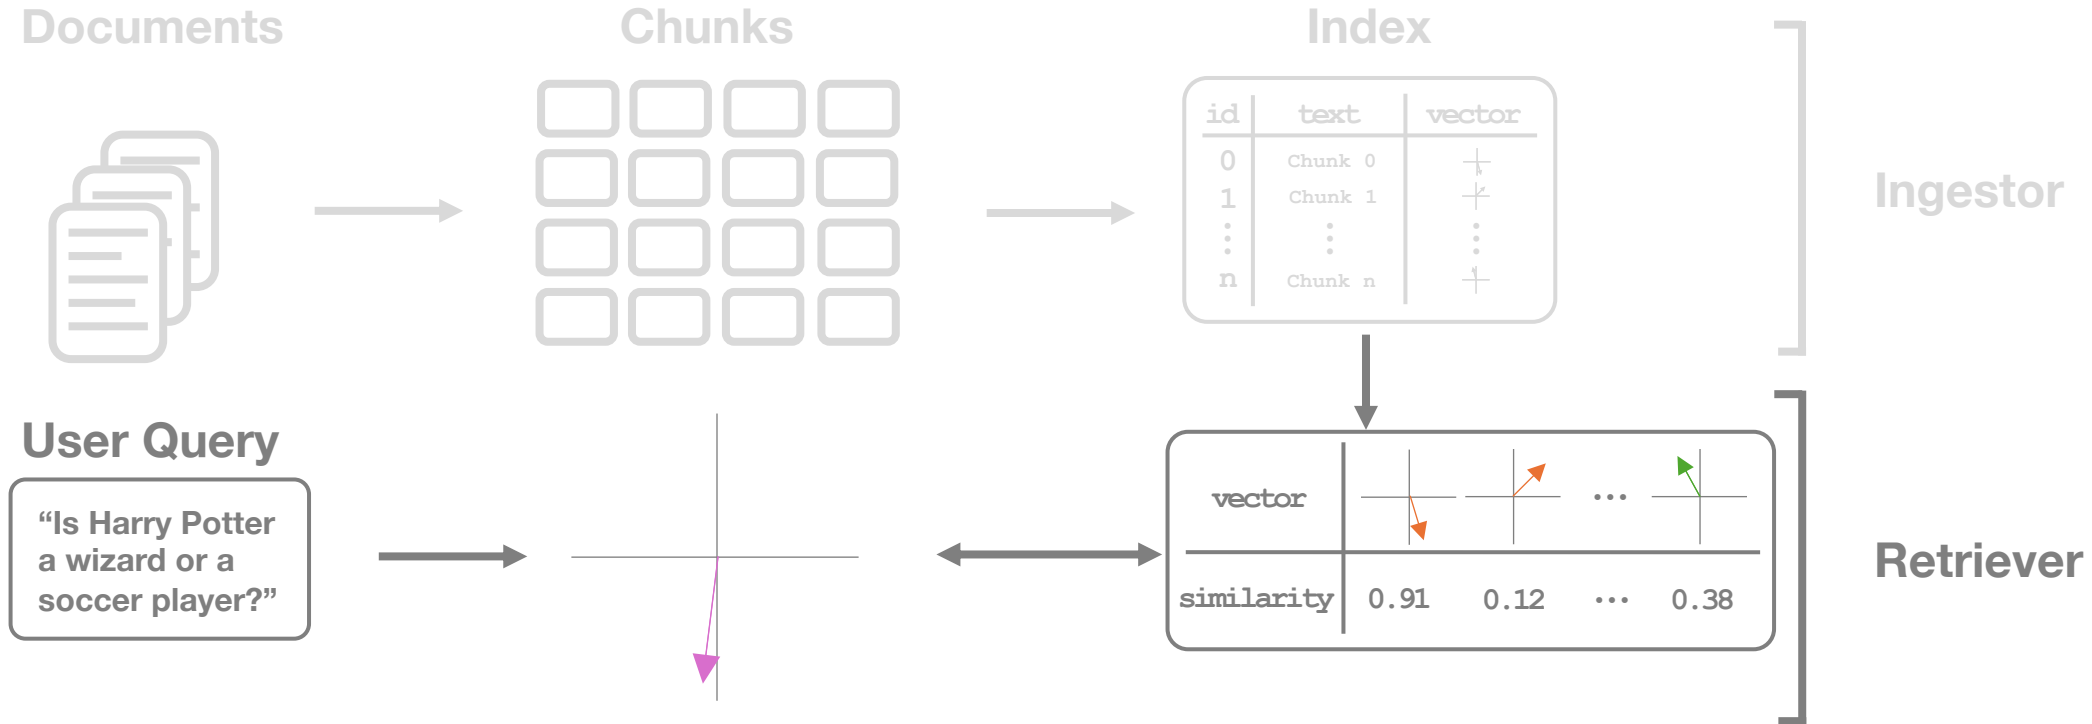 Documents
Chunks
Index
id text vector
0 Chunk 0
1 Chunk 1
n Chunk n
Ingestor
User Query
“Is Harry Potter
a wizard or a
soccer player?”
vector ...
similarity 0.91 0.12 ... 0.38
Retriever